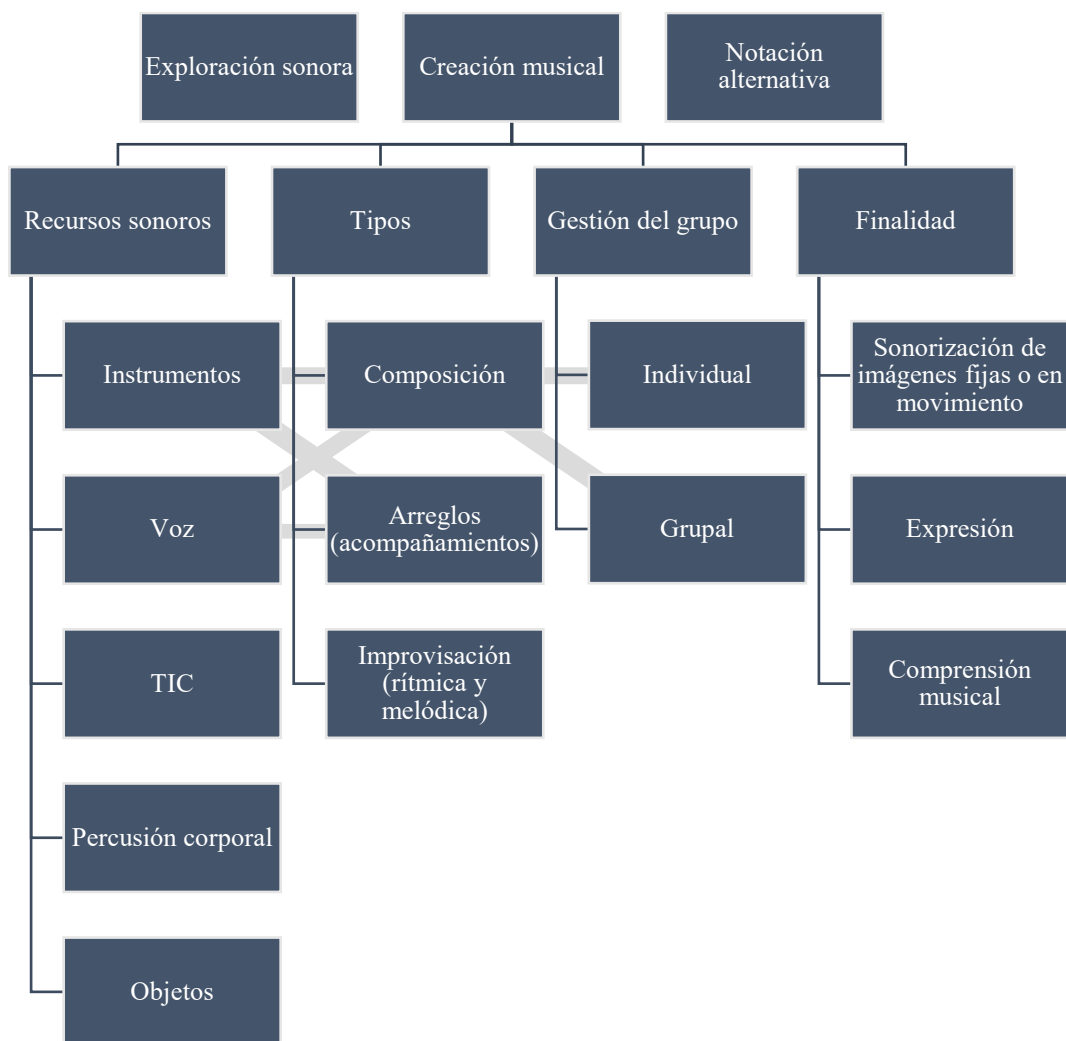 Exploración sonora
Creación musical
Notación
alternativa
Recursos sonoros
Tipos
Gestión del grupo
Finalidad
Instrumentos
Composición
Individual
Sonorización de
imágenes fijas o en
movimiento
Voz
Arreglos
(acompañamientos)
Grupal
Expresión
TIC
Improvisación
(rítmica y
melódica)
Comprensión
musical
Percusión corporal
Objetos